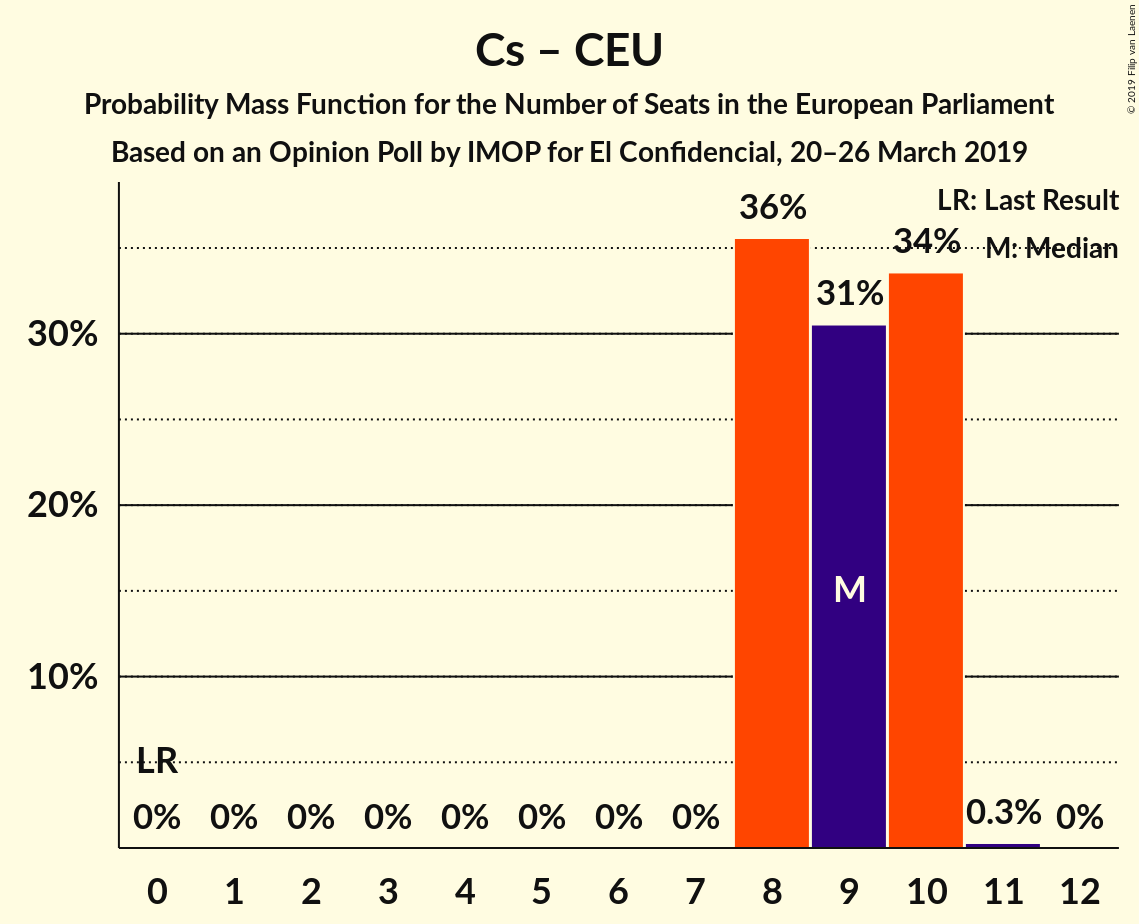 Cs – CEU
Probability Mass Function for the Number of Seats in the European Parliament
Based on an Opinion Poll by IMOP for El Confidencial, 20–26 March 2019
© 2019 Filip van Laenen
LR: Last Result
M: Median
36%
34%
31%
30%
20%
M
10%
LR
0% 0% 0% 0% 0% 0% 0% 0% 0.3% 0%
0 1 2 3 4 5 6 7 8 9 10 11 12